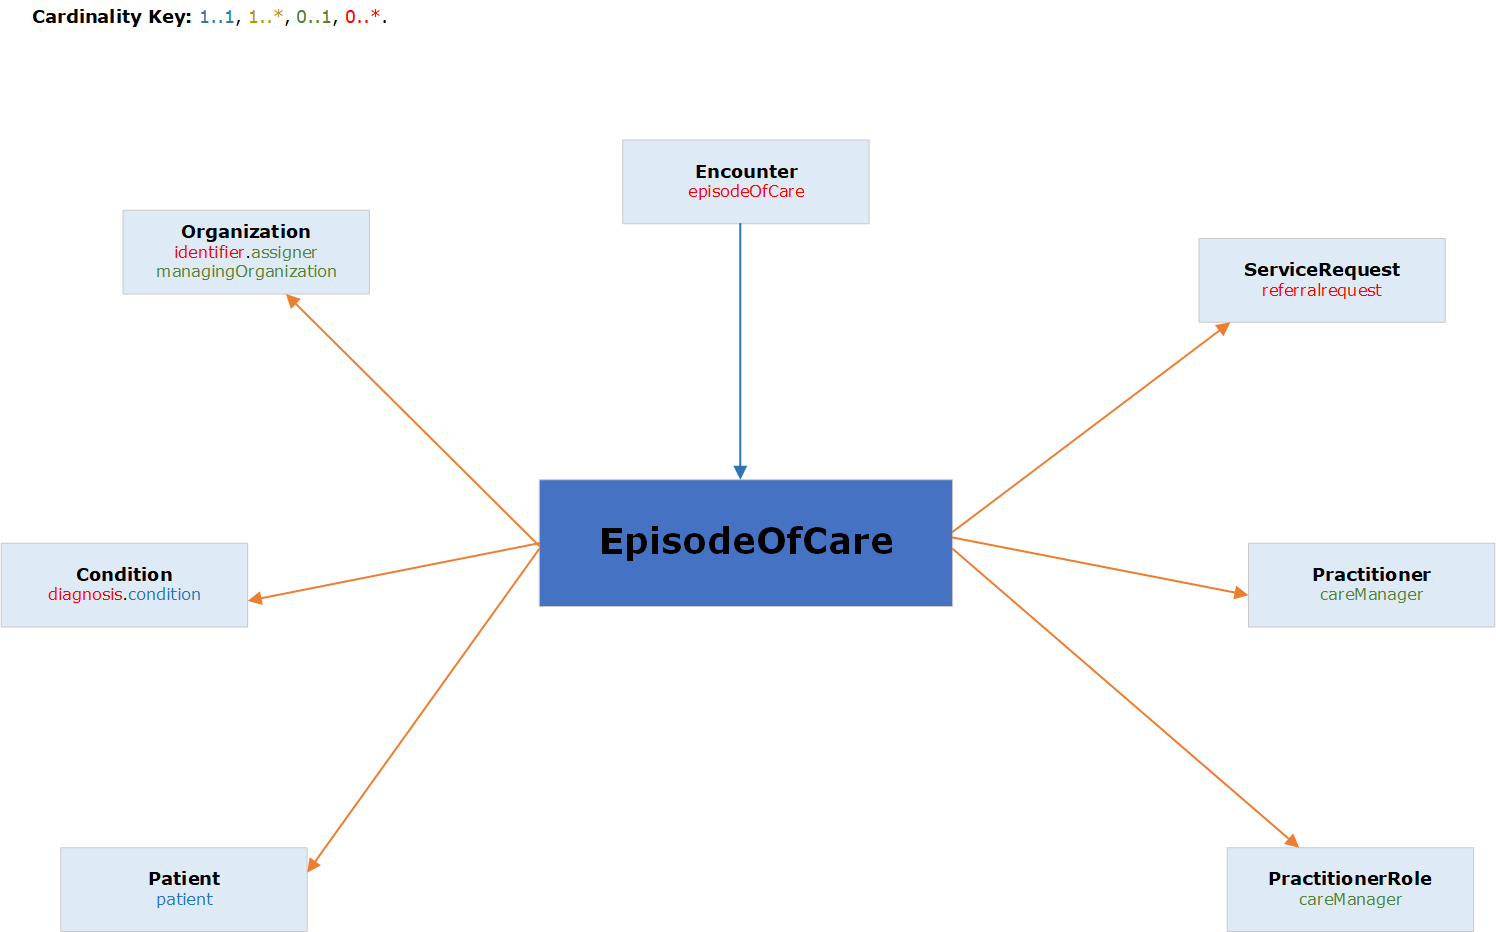 Cardinality Key: 1..1, 1..*, 0..1, 0..*.
Encounter
episodeOfCare
Organization
identifier.assigner
managingOrganization
ServiceRequest
referralrequest
EpisodeOfCare
Condition
diagnosis.condition
Practitioner
careManager
Patient
patient
PractitionerRole
careManager